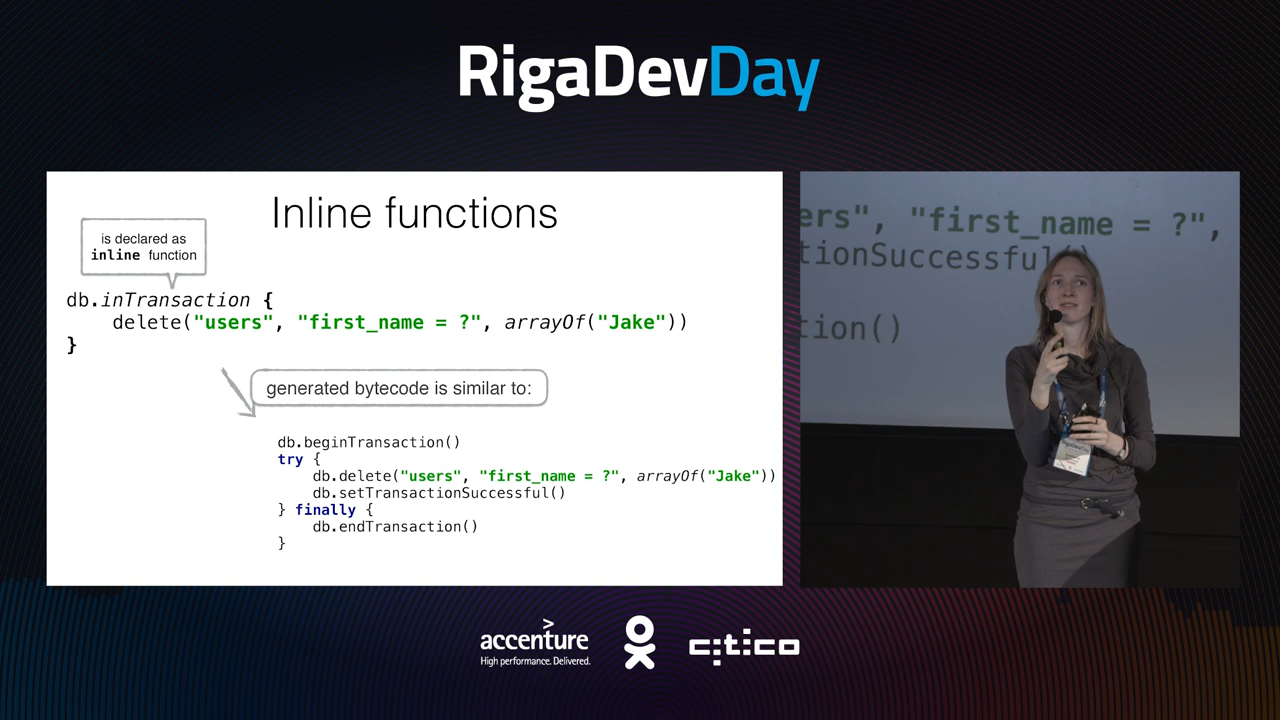 RigaDevDay
Inline functions
is declared as
inline function
db.inTransaction {
delete("users", "first_name = ?", arrayOf("Jake"))
}
generated bytecode is similar to:
db.beginTransaction()
try {
db.delete("users", "first_name = ?", arrayOf("Jake"))
db.setTransactionSuccessful()
} finally {
db.endTransaction()
}
ers", "first_name = ?",
tionSuccessful()
tion()
accenture
High performance. Delivered.
citico